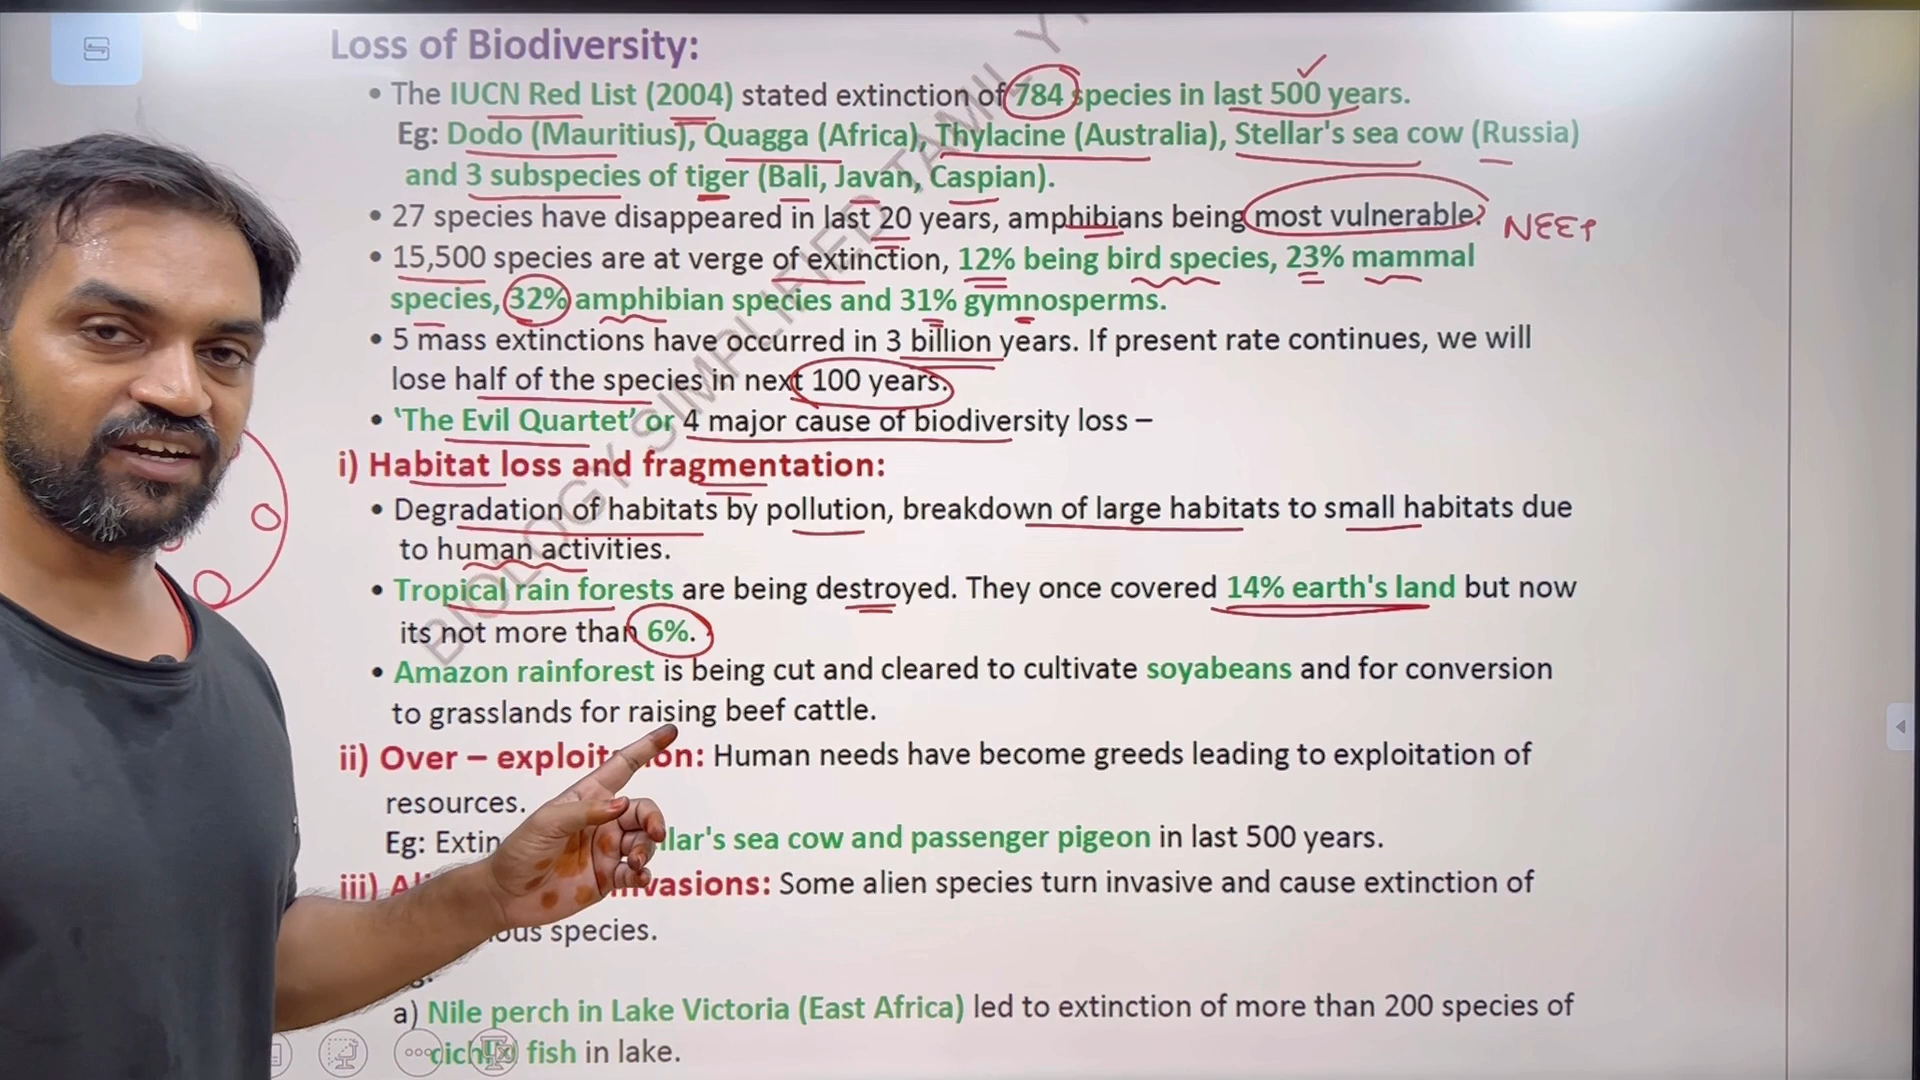 Loss of Biodiversity:
• The IUCN Red List (2004) stated extinction of 784 species in last 500 years.
Eg: Dodo (Mauritius), Quagga (Africa), Thylacine (Australia), Stellar's sea cow (Russia)
and 3 subspecies of tiger (Bali, Javan, Caspian).
• 27 species have disappeared in last 20 years, amphibians being most vulnerable.
NEET
• 15,500 species are at verge of extinction, 12% being bird species, 23% mammal
species, 32% amphibian species and 31% gymnosperms.
• 5 mass extinctions have occurred in 3 billion years. If present rate continues, we will
lose half of the species in next 100 years.
• 'The Evil Quartet' or 4 major cause of biodiversity loss –
i) Habitat loss and fragmentation:
• Degradation of habitats by pollution, breakdown of large habitats to small habitats due
to human activities.
• Tropical rain forests are being destroyed. They once covered 14% earth's land but now
its not more than 6%.
• Amazon rainforest is being cut and cleared to cultivate soyabeans and for conversion
to grasslands for raising beef cattle.
ii) Over – exploit on: Human needs have become greeds leading to exploitation of
resources.
Eg: Extin lar's sea cow and passenger pigeon in last 500 years.
iii) Al nvasions: Some alien species turn invasive and cause extinction of
ous species.
a) Nile perch in Lake Victoria (East Africa) led to extinction of more than 200 species of
fish in lake.
BIOLOGY SIMPLIFIED TAMIL YT